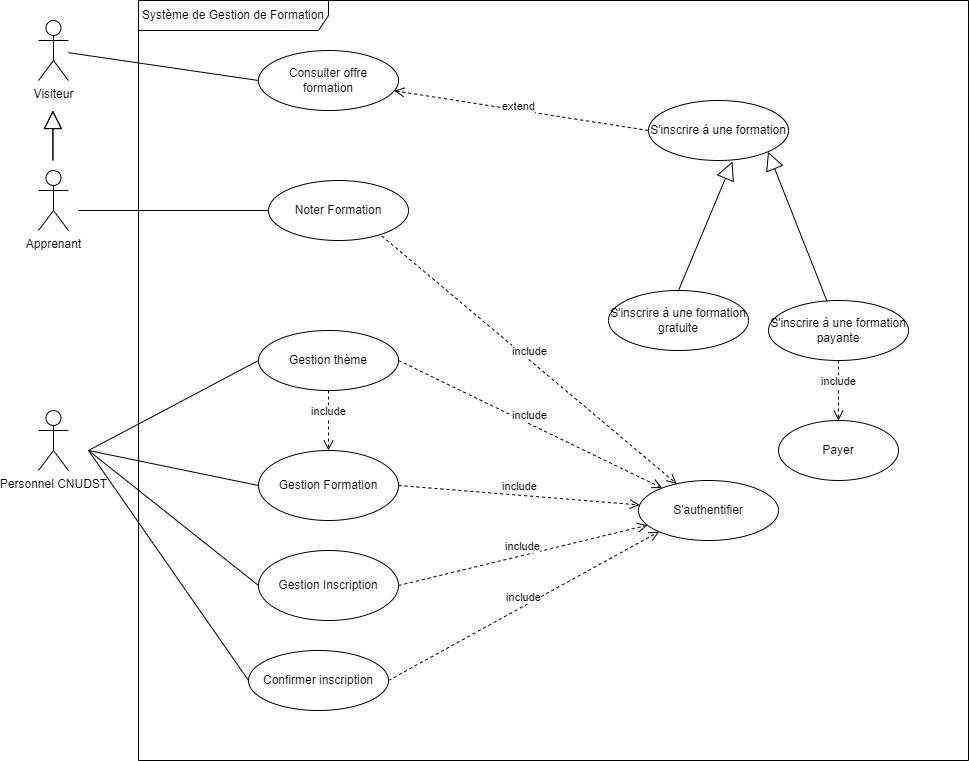 Système de Gestion de Formation
Visiteur
Consulter offre
formation
extend
S'inscrire à une formation
Apprenant
Noter Formation
S'inscrire à une formation
gratuite
S'inscrire à une formation
payante
include
Gestion thème
include
include
include
Payer
Personnel CNUDST
Gestion Formation
include
S'authentifier
include
Gestion Inscription
include
Confirmer inscription